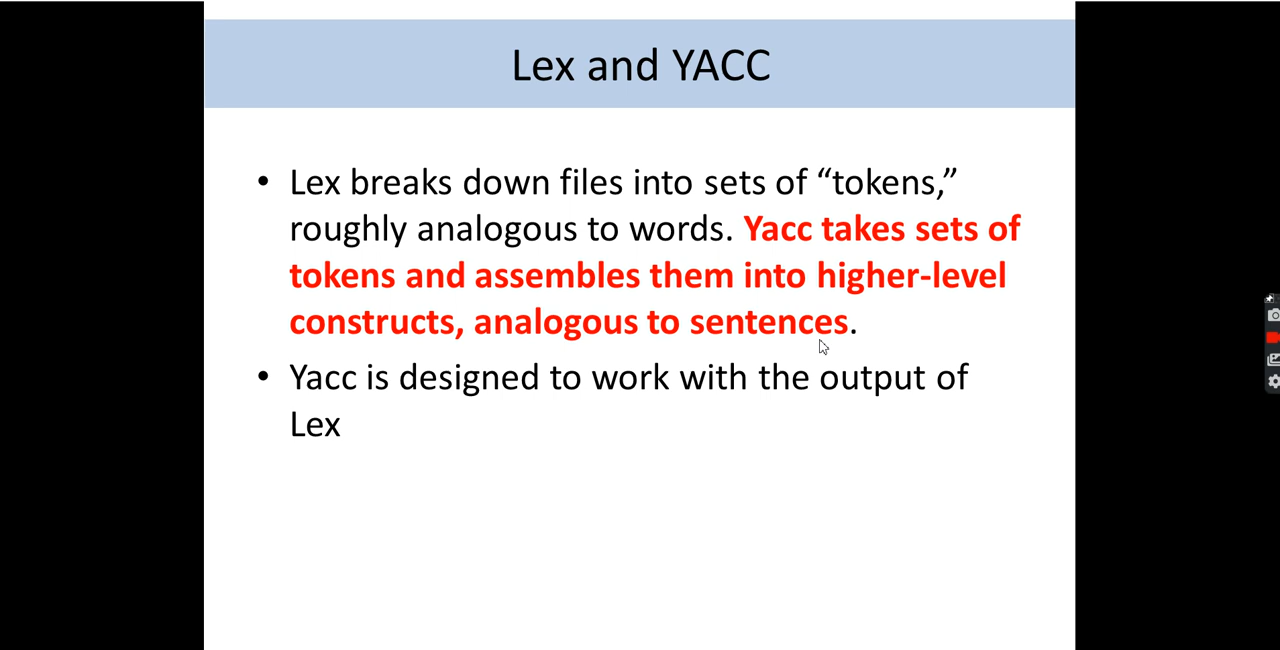 Lex and YACC
• Lex breaks down files into sets of “tokens,”
roughly analogous to words. Yacc takes sets of
tokens and assembles them into higher-level
constructs, analogous to sentences.
• Yacc is designed to work with the output of
Lex